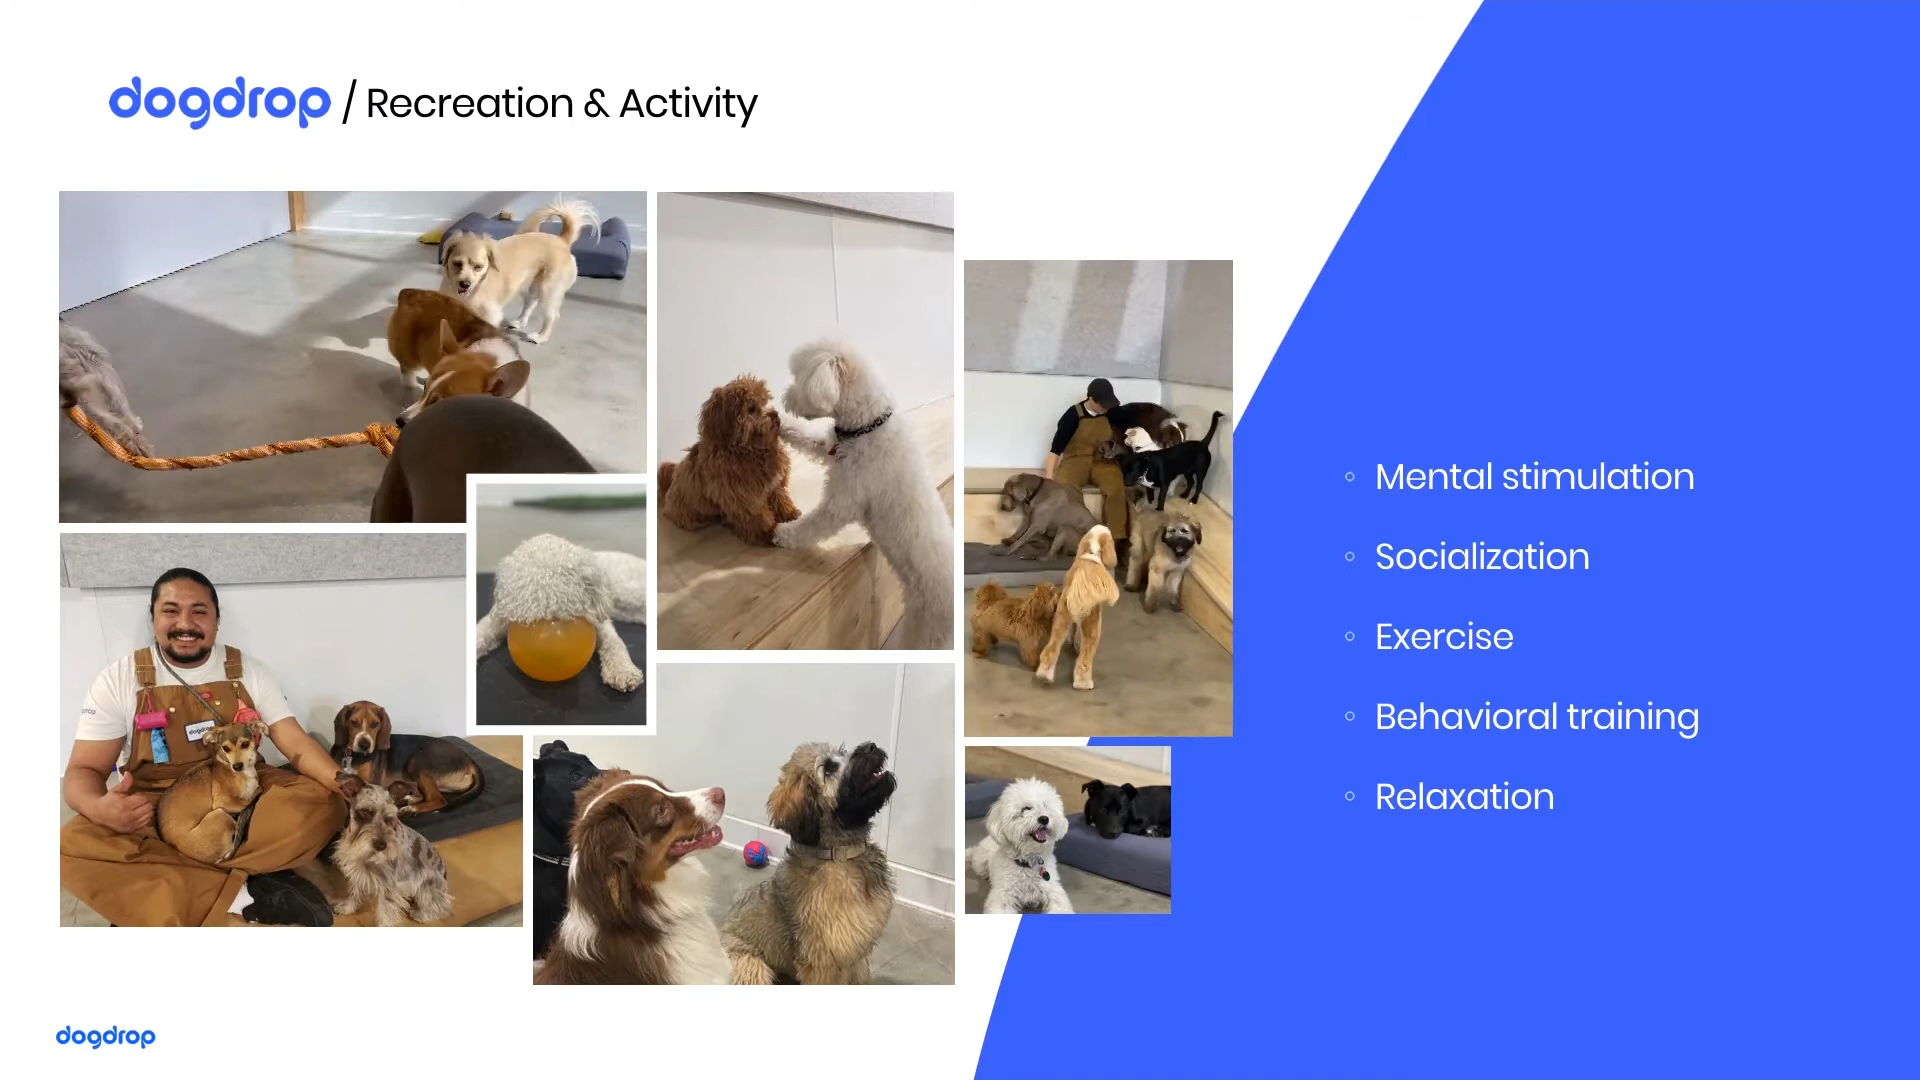 dogdrop / Recreation & Activity
◦ Mental stimulation
◦ Socialization
◦ Exercise
◦ Behavioral training
◦ Relaxation
dogdrop